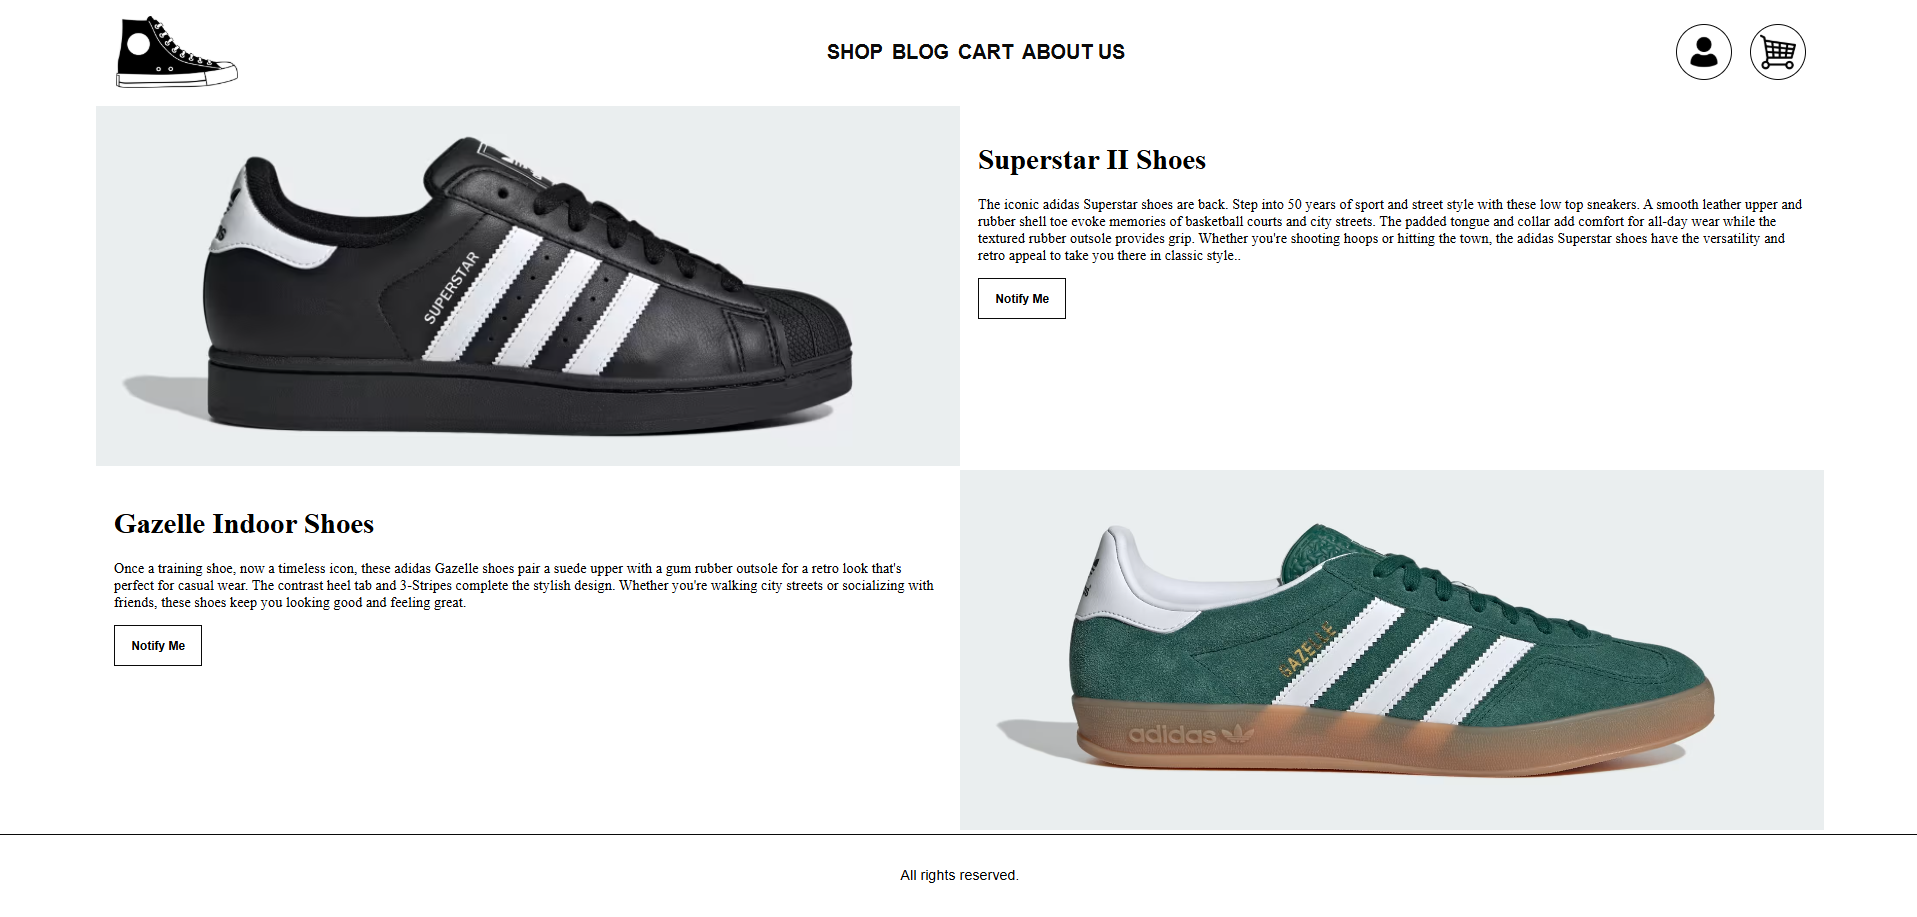 SHOP BLOG CART ABOUT US
SUPERSTAR
Superstar II Shoes
The iconic adidas Superstar shoes are back. Step into 50 years of sport and street style with these low top sneakers. A smooth leather upper and
rubber shell toe evoke memories of basketball courts and city streets. The padded tongue and collar add comfort for all-day wear while the
textured rubber outsole provides grip. Whether you're shooting hoops or hitting the town, the adidas Superstar shoes have the versatility and
retro appeal to take you there in classic style..
Notify Me
Gazelle Indoor Shoes
Once a training shoe, now a timeless icon, these adidas Gazelle shoes pair a suede upper with a gum rubber outsole for a retro look that's
perfect for casual wear. The contrast heel tab and 3-Stripes complete the stylish design. Whether you're walking city streets or socializing with
friends, these shoes keep you looking good and feeling great.
Notify Me
GAZELLE
adidas
All rights reserved.